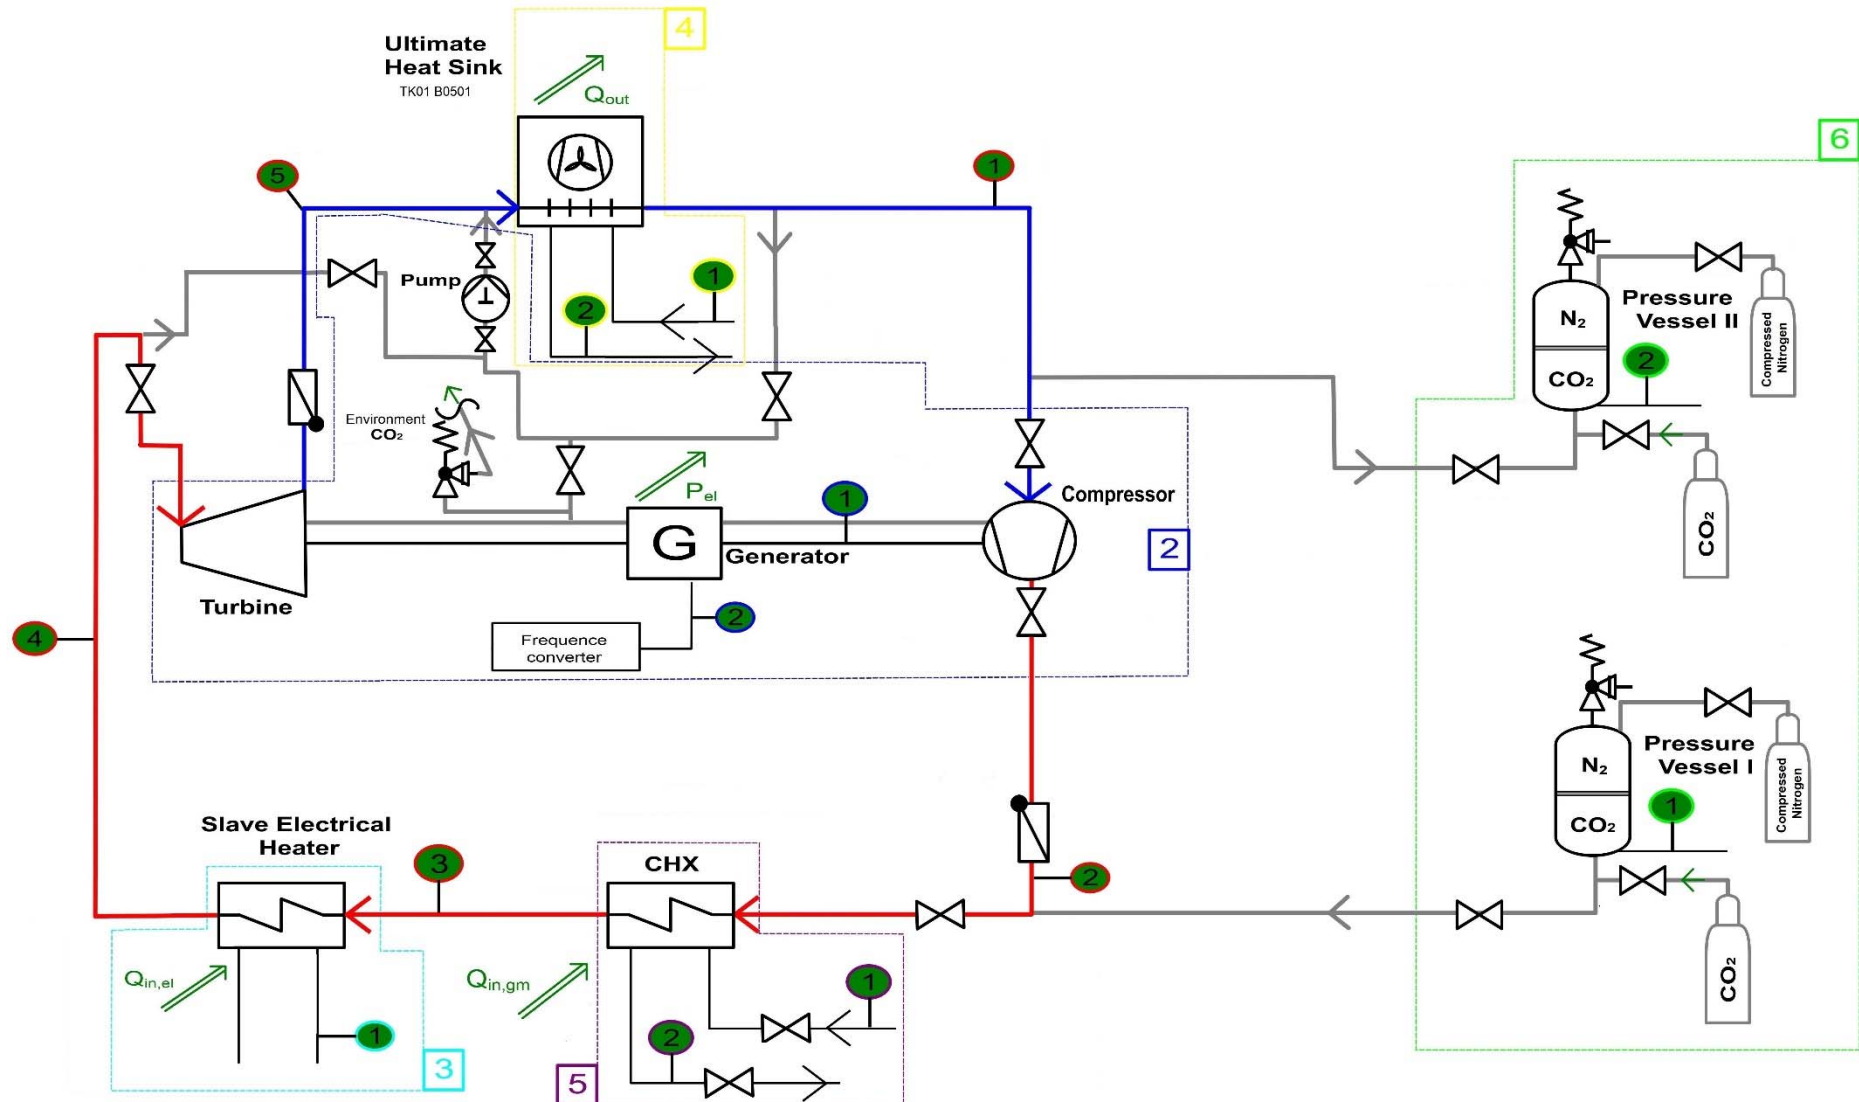 Ultimate
Heat Sink
TK01 B0501
4
Qout
5
1
6
Pump
1
2
N₂
CO₂
Pressure
Vessel II
Compressed
Nitrogen
2
CO₂
Environment
CO₂
Pel
1
Compressor
G
Generator
2
Turbine
2
Frequence
converter
4
N₂
CO₂
Pressure
Vessel I
Compressed
Nitrogen
1
CO₂
Slave Electrical
Heater
3
CHX
2
Qin,el
1
3
Qin,gm
1
2
5